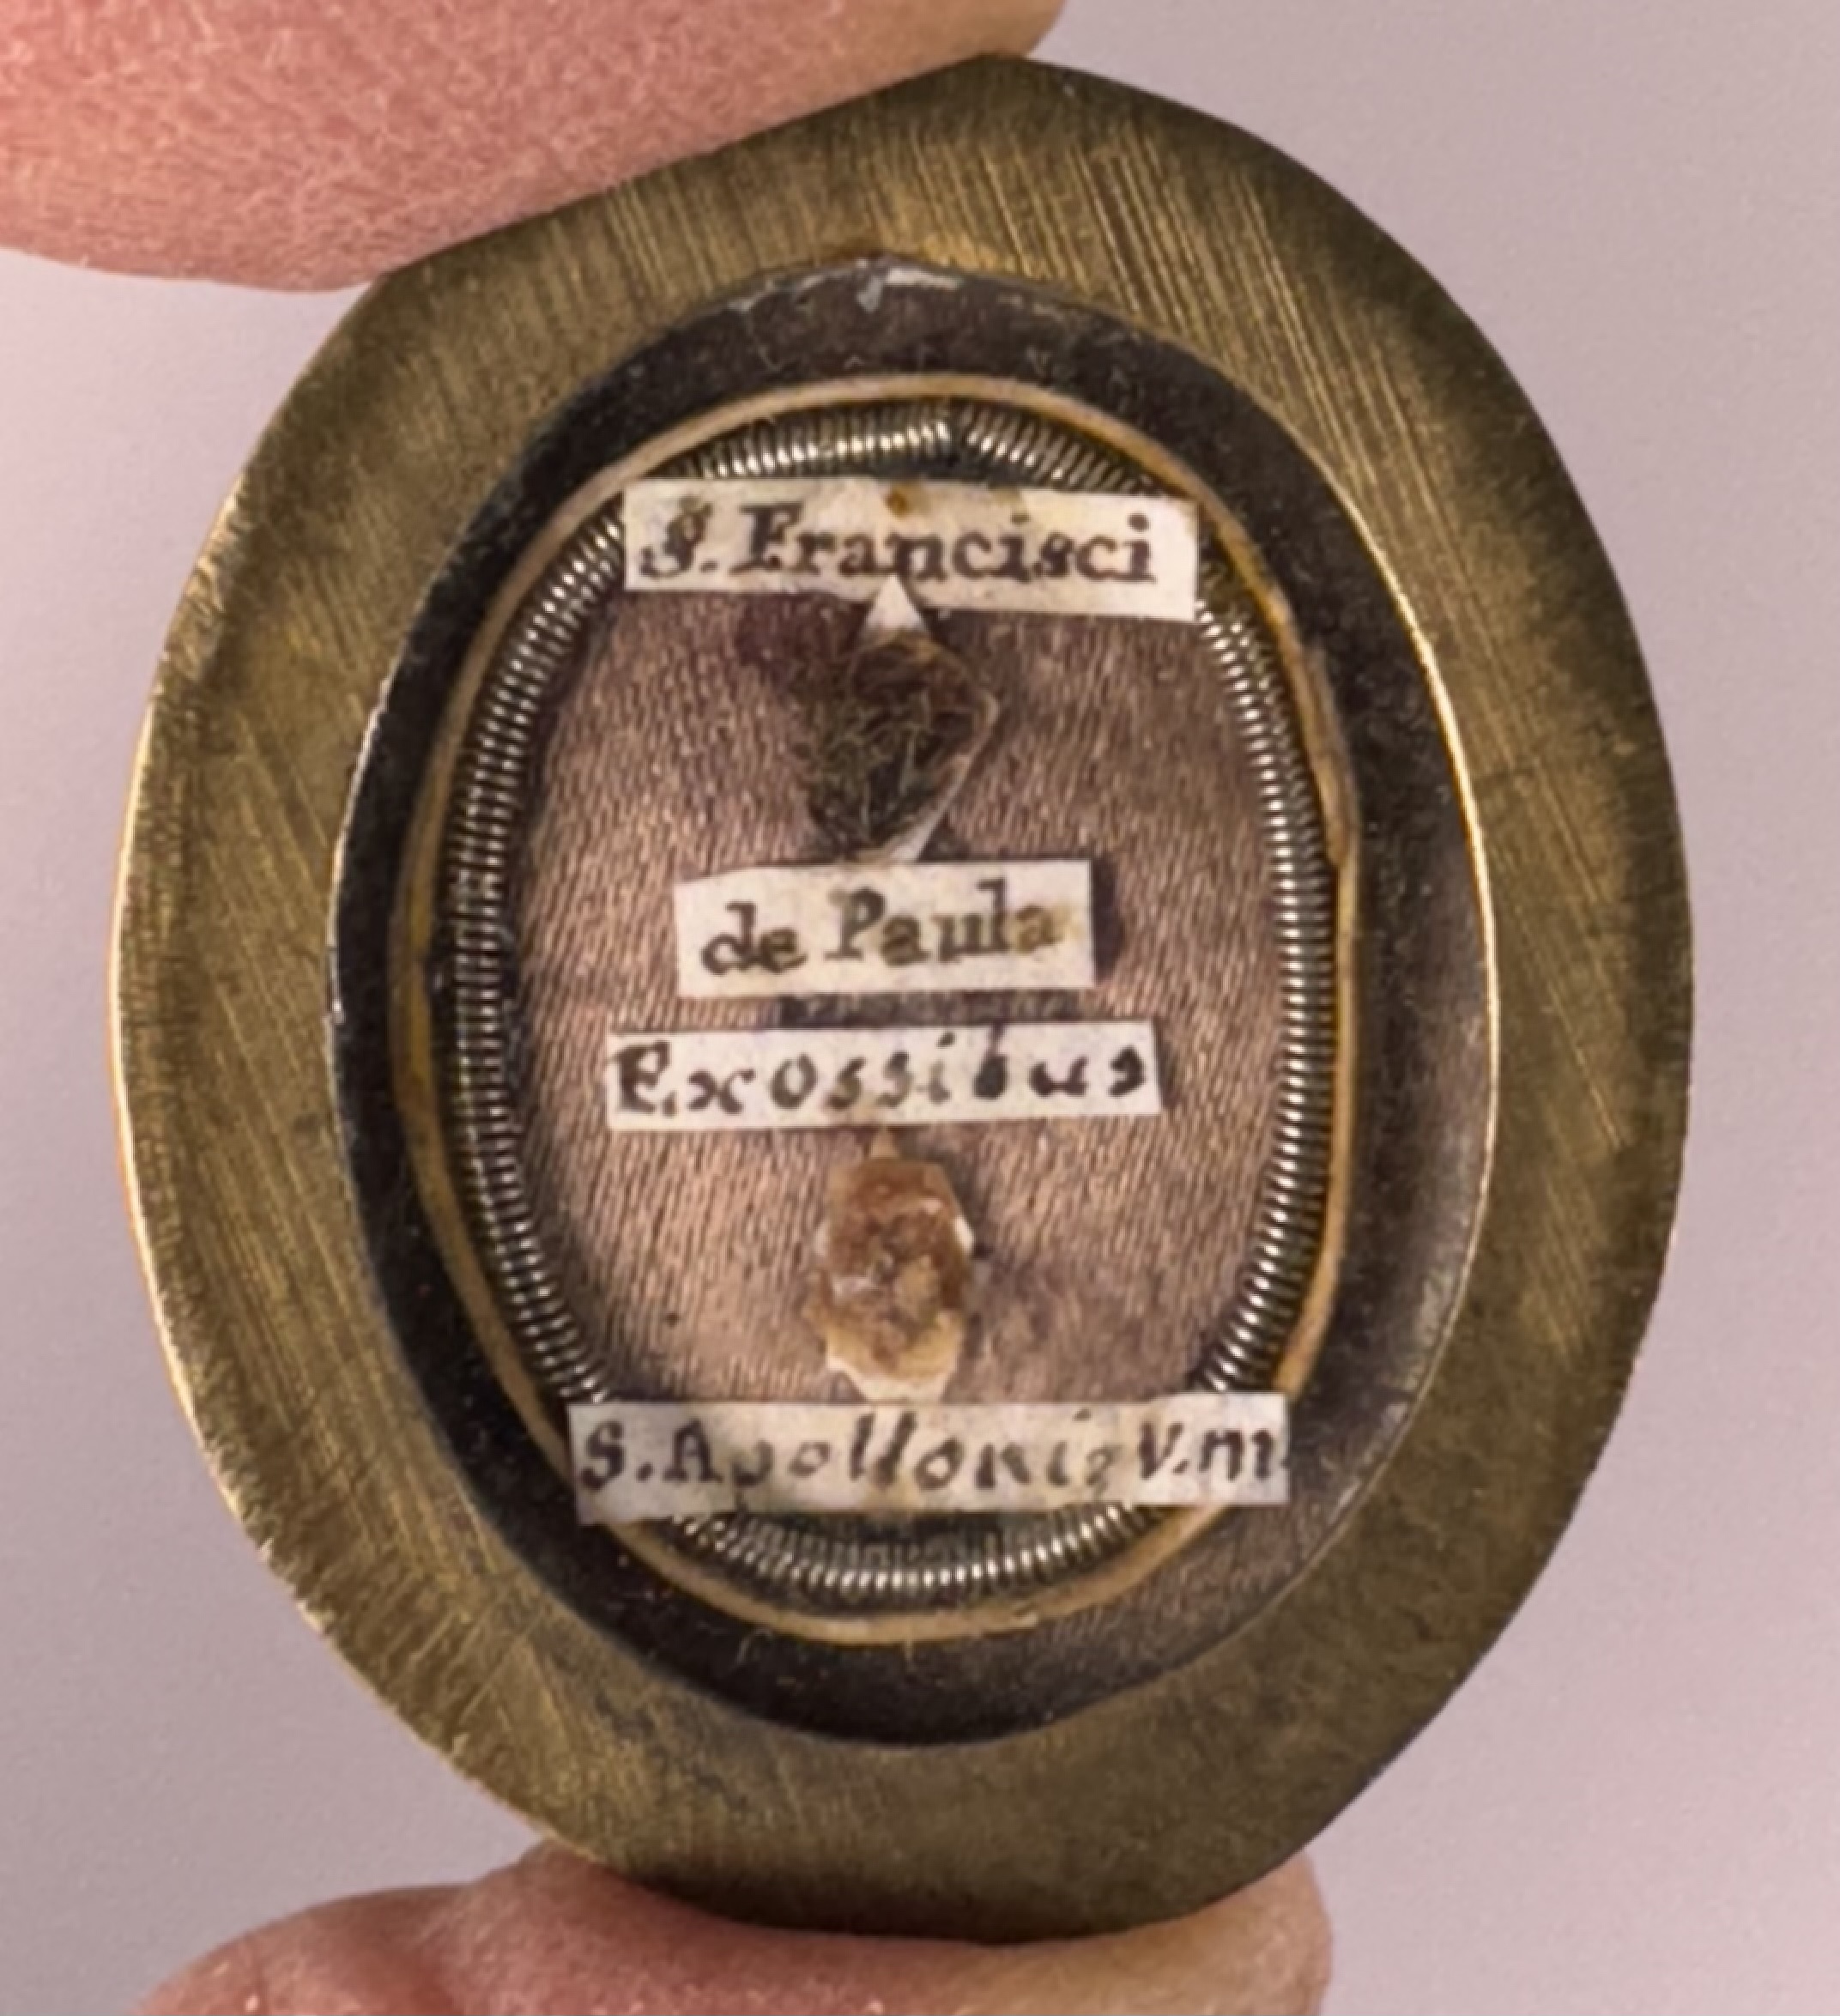 S. Francisci
de Paula
Ex ossibus
S. Apolloniæ V. m.